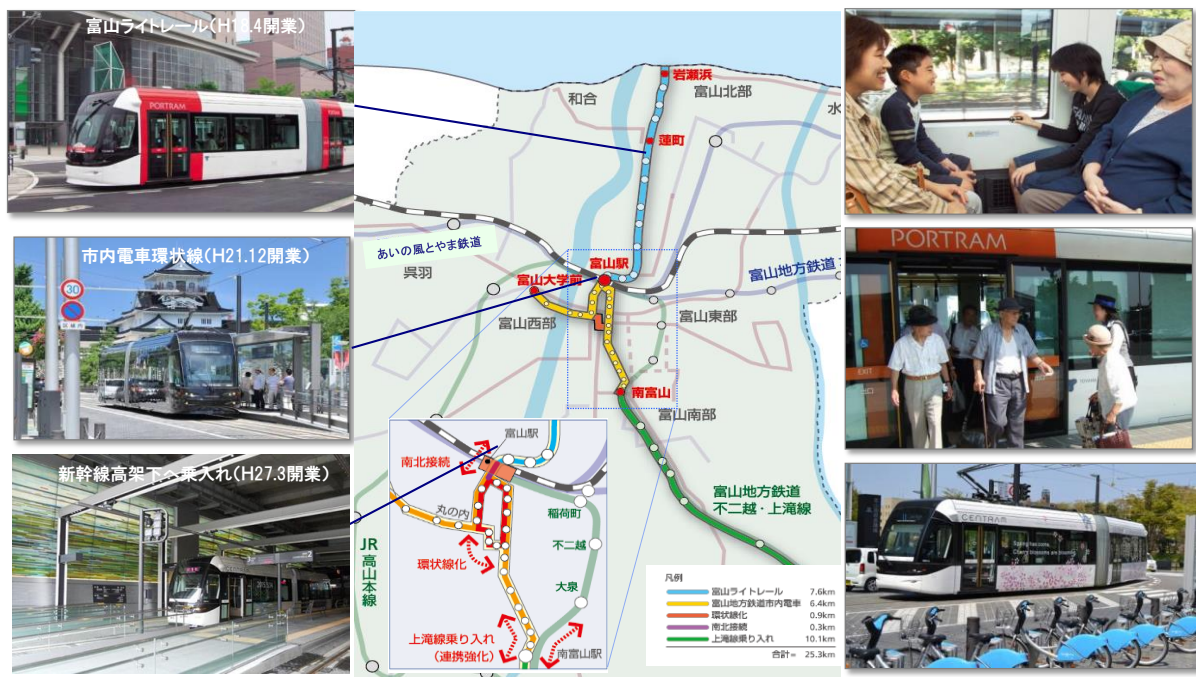 富山ライトレール(H18.4開業)
PORTRAM
市内電車環状線(H21.12開業)
30
新幹線高架下へ乗入れ(H27.3開業)
2
岩瀬浜
和合
富山北部
水
蓮町
あいの風とやま鉄道
呉羽
富山駅
富山大学前
富山地方鉄道
富山西部
富山東部
南富山
富山南部
富山駅
南北接続
丸の内
環状線化
稲荷町
不二越
大泉
上滝線乗り入れ
(連携強化)
南富山駅
JR高山本線
富山地方鉄道
不二越・上滝線
凡例
富山ライトレール 7.6km
富山地方鉄道市内電車 6.4km
環状線化 0.9km
南北接続 0.3km
上滝線乗り入れ 10.1km
合計= 25.3km
PORTRAM
EXIT
CENTRAM